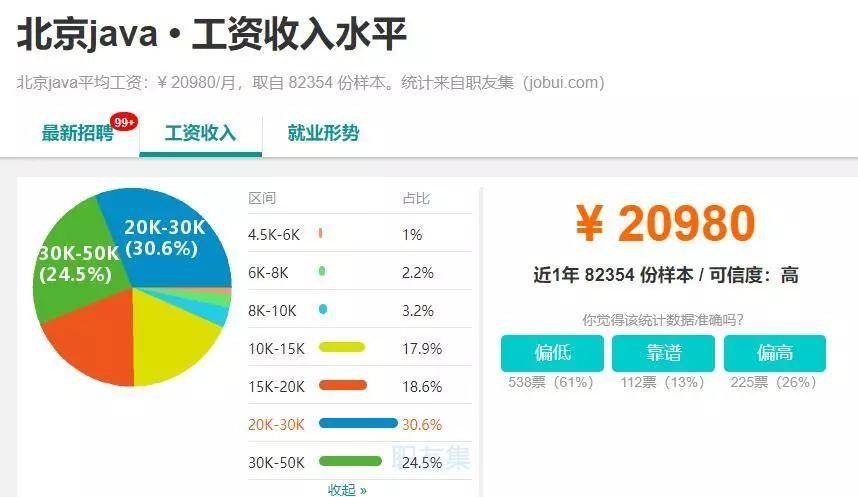 北京java • 工资收入水平
北京java平均工资：¥ 20980/月，取自 82354 份样本。统计来自职友集（jobui.com）
最新招聘 99+ 工资收入 就业形势
20K-30K
(30.6%)
30K-50K
(24.5%)
区间 占比
4.5K-6K 1%
6K-8K 2.2%
8K-10K 3.2%
10K-15K 17.9%
15K-20K 18.6%
20K-30K 30.6%
30K-50K 24.5%
职友集
收起 »
¥ 20980
近1年 82354 份样本 / 可信度：高
你觉得该统计数据准确吗？
偏低 靠谱 偏高
538票（61%） 112票（13%） 225票（26%）